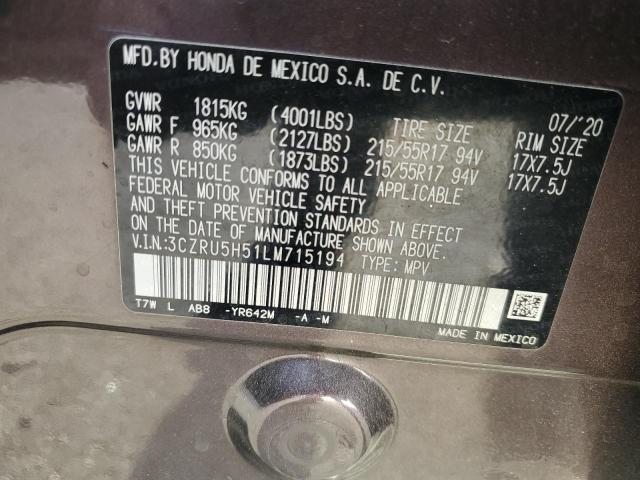 MFD.BY HONDA DE MEXICO S.A. DE C.V.
07/'20
GVWR 1815KG (4001LBS) TIRE SIZE RIM SIZE
GAWR F 965KG (2127LBS) 215/55R17 94V 17X7.5J
GAWR R 850KG (1873LBS) 215/55R17 94V 17X7.5J
THIS VEHICLE CONFORMS TO ALL APPLICABLE
FEDERAL MOTOR VEHICLE SAFETY
AND THEFT PREVENTION STANDARDS IN EFFECT
ON THE DATE OF MANUFACTURE SHOWN ABOVE.
V.I.N:3CZRU5H51LM715194 TYPE: MPV
T7W L AB8 -YR642M -A -M
MADE IN MEXICO